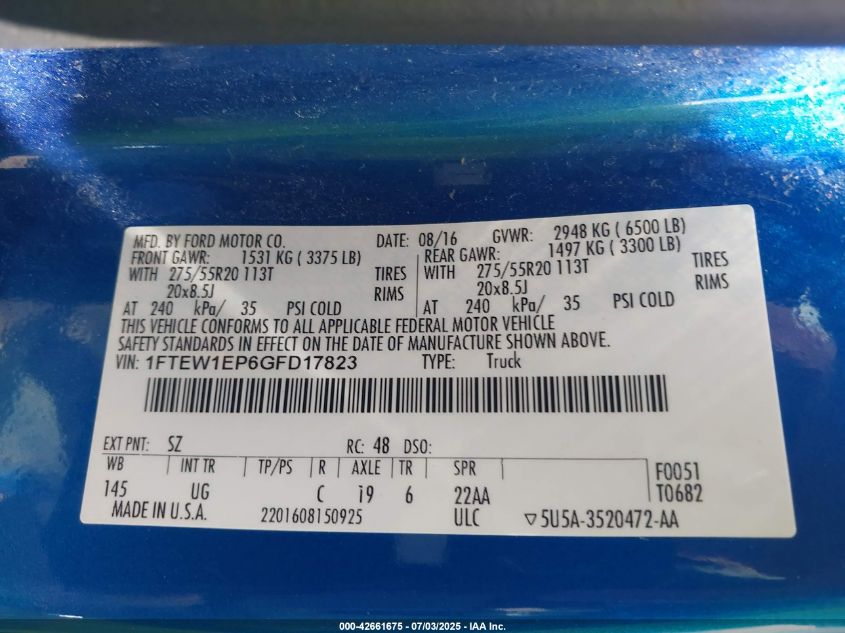 MFD. BY FORD MOTOR CO. DATE: 08/16 GVWR: 2948 KG ( 6500 LB)
FRONT GAWR: 1531 KG ( 3375 LB) REAR GAWR: 1497 KG ( 3300 LB)
WITH 275/55R20 113T TIRES WITH 275/55R20 113T TIRES
20x8.5J RIMS 20x8.5J RIMS
AT 240 kPa/ 35 PSI COLD AT 240 kPa/ 35 PSI COLD
THIS VEHICLE CONFORMS TO ALL APPLICABLE FEDERAL MOTOR VEHICLE
SAFETY STANDARDS IN EFFECT ON THE DATE OF MANUFACTURE SHOWN ABOVE.
VIN: 1FTEW1EP6GFD17823 TYPE: Truck
EXT PNT: SZ RC: 48 DSO:
WB INT TR TP/PS R AXLE TR SPR F0051
145 UG C i9 6 22AA T0682
MADE IN U.S.A. 2201608150925 ULC ▽5U5A-3520472-AA
000-42661675 - 07/03/2025 - IAA Inc.